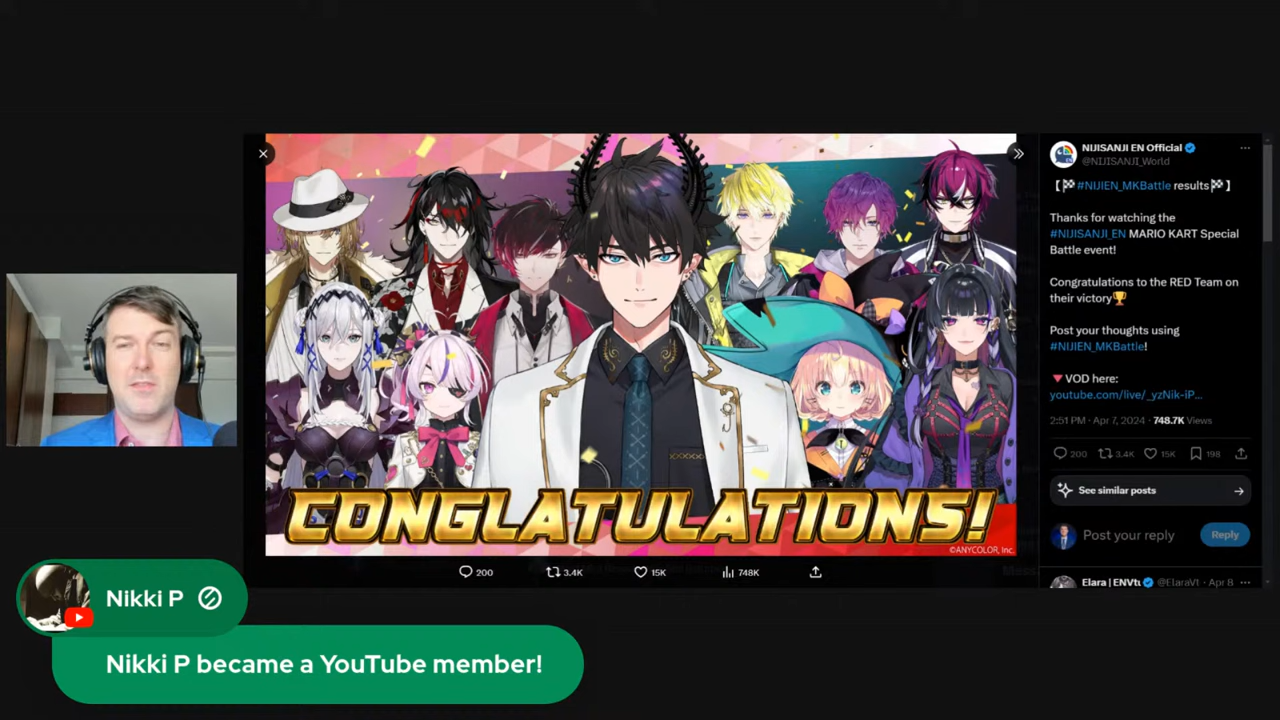 NIJISANJI EN Official
@NIJISANJI_World
【🏁#NIJIEN_MKBattle results🏁】
Thanks for watching the
#NIJISANJI_EN MARIO KART Special
Battle event!
Congratulations to the RED Team on
their victory🏆
Post your thoughts using
#NIJIEN_MKBattle!
🔻VOD here:
youtube.com/live/_yzNik-iP...
2:51 PM · Apr 7, 2024 · 748.7K Views
200 3.4K 15K 198
See similar posts
Post your reply
Reply
Elara | ENVtu @ElaraVt · Apr 8
CONGLATULATIONS!
©ANYCOLOR, Inc.
200 3.4K 15K 748K
Nikki P
Nikki P became a YouTube member!